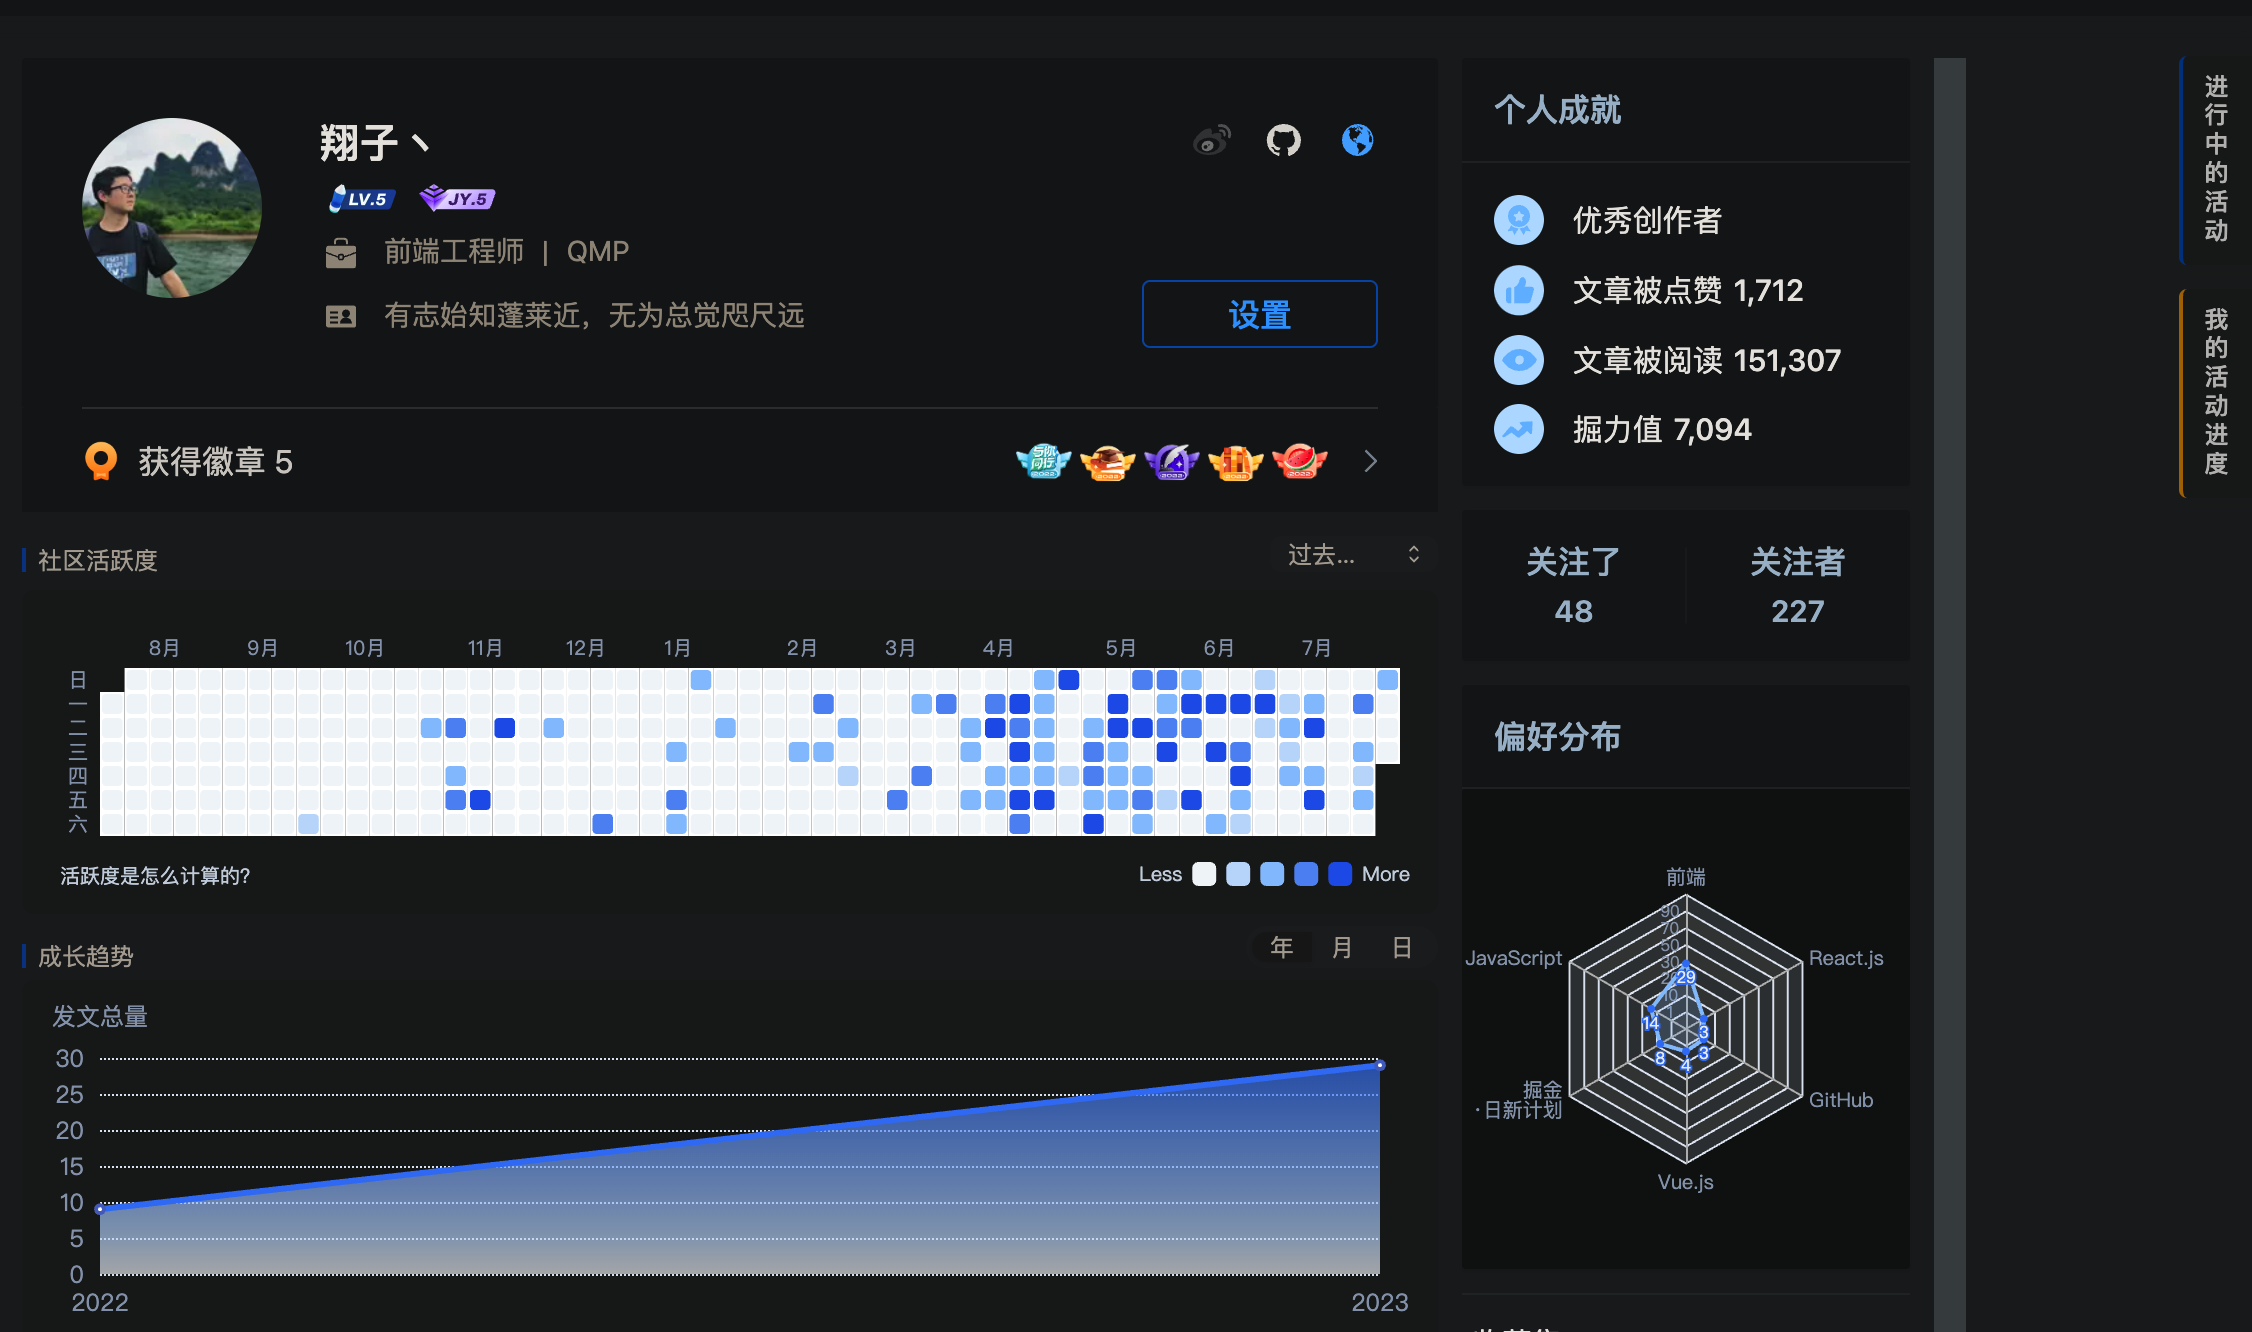 翔子丶
LV.5 JY.5
前端工程师 | QMP
有志始知蓬莱近，无为总觉咫尺远
设置
获得徽章 5
社区活跃度
过去...
8月 9月 10月 11月 12月 1月 2月 3月 4月 5月 6月 7月
日
一
二
三
四
五
六
活跃度是怎么计算的?
Less More
成长趋势
年 月 日
发文总量
30
25
20
15
10
5
0
2022 2023
个人成就
优秀创作者
文章被点赞 1,712
文章被阅读 151,307
掘力值 7,094
关注了 关注者
48 227
偏好分布
前端
90
70
50
30
29
10
JavaScript React.js
14 3
8 4 3
掘金
·日新计划
GitHub
Vue.js
进行中的活动
我的活动进度